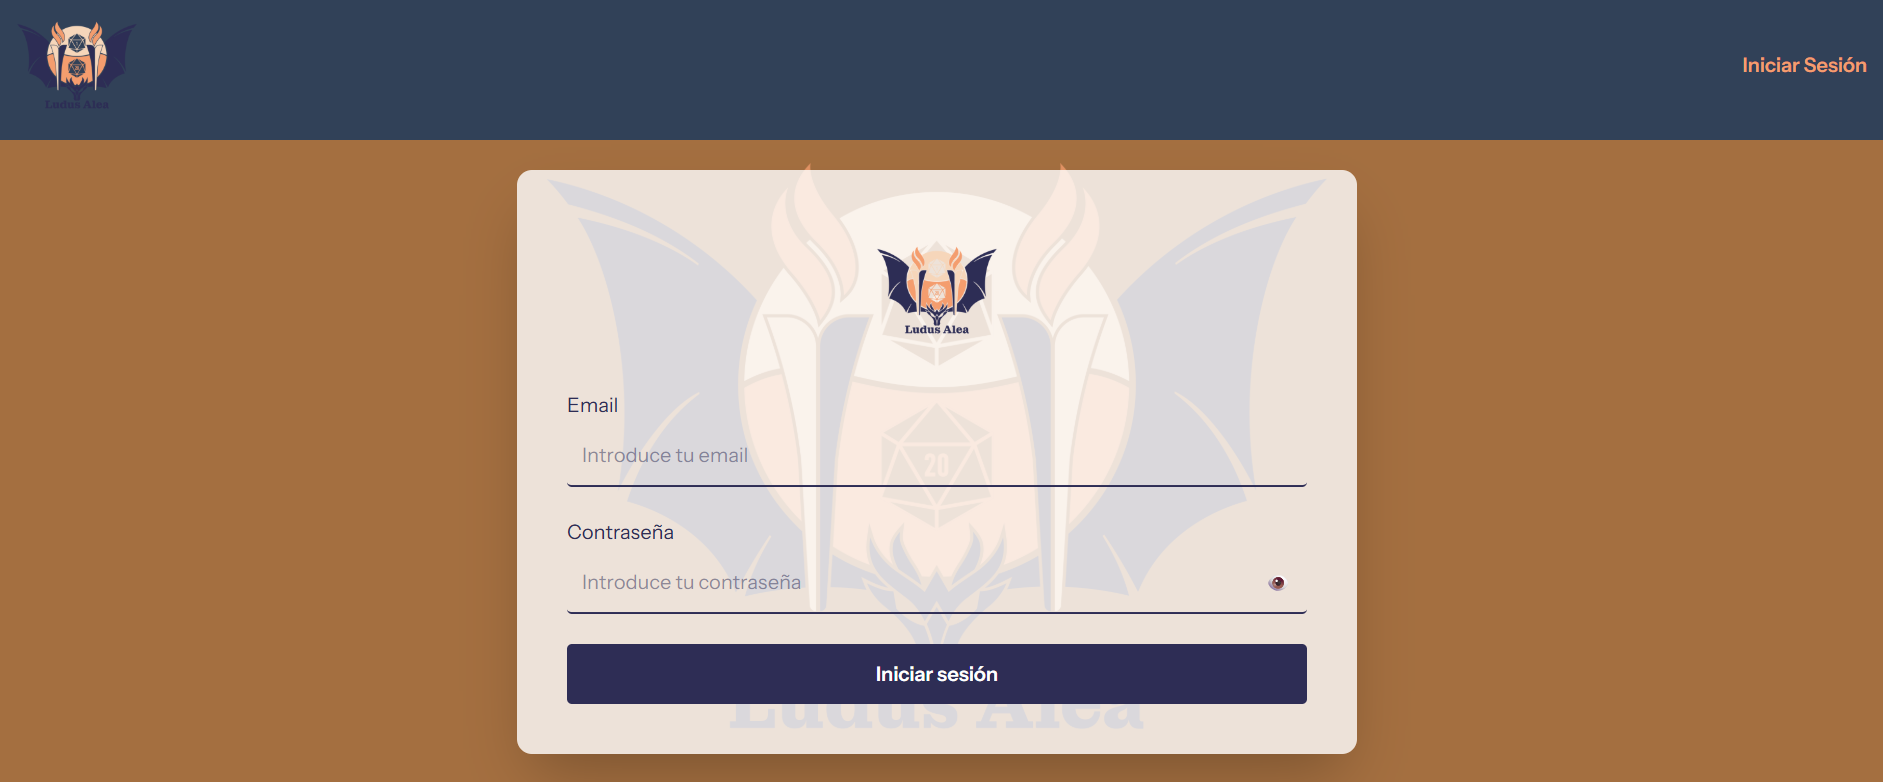 Ludus Alea
Iniciar Sesión
Ludus Alea
Email
Introduce tu email
20
Contraseña
Introduce tu contraseña
Iniciar sesión
Ludus Alea